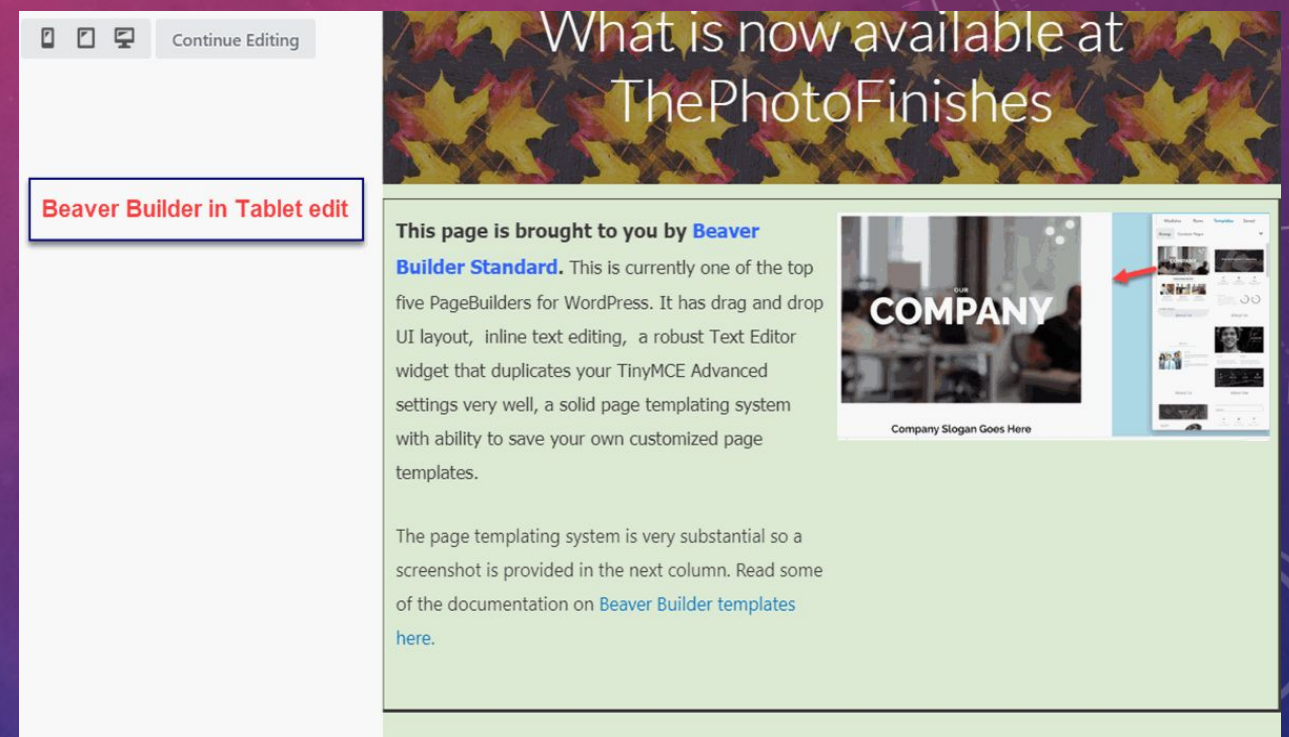 Continue Editing
What is now available at
ThePhotoFinishes
Beaver Builder in Tablet edit
This page is brought to you by Beaver
Builder Standard. This is currently one of the top
five PageBuilders for WordPress. It has drag and drop
UI layout, inline text editing, a robust Text Editor
widget that duplicates your TinyMCE Advanced
settings very well, a solid page templating system
with ability to save your own customized page
templates.
The page templating system is very substantial so a
screenshot is provided in the next column. Read some
of the documentation on Beaver Builder templates
here.
OUR
COMPANY
Company Slogan Goes Here
Templates